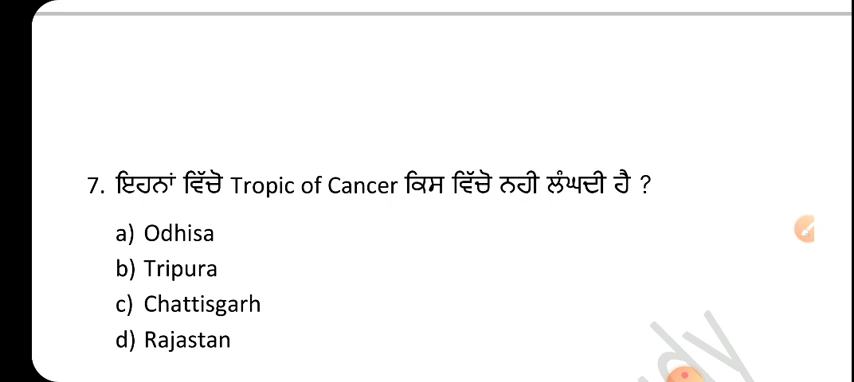 7. ਇਹਨਾਂ ਵਿੱਚੋ Tropic of Cancer ਕਿਸ ਵਿੱਚੋ ਨਹੀ ਲੰਘਦੀ ਹੈ ?
a) Odhisa
b) Tripura
c) Chattisgarh
d) Rajastan